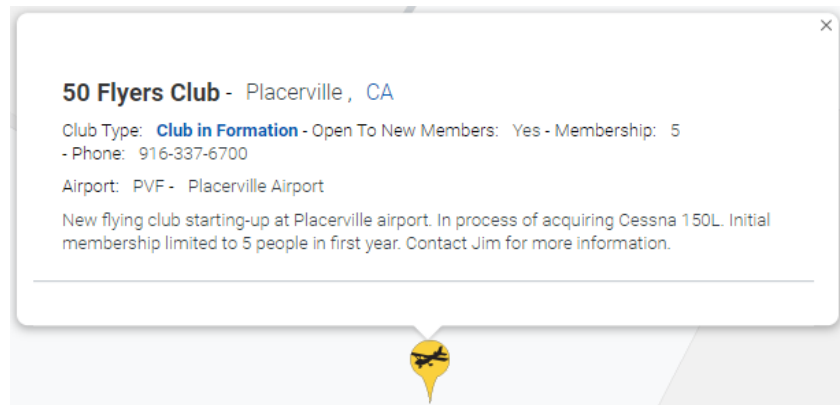 ×
50 Flyers Club - Placerville , CA
Club Type: Club in Formation - Open To New Members: Yes - Membership: 5
- Phone: 916-337-6700
Airport: PVF - Placerville Airport
New flying club starting-up at Placerville airport. In process of acquiring Cessna 150L. Initial
membership limited to 5 people in first year. Contact Jim for more information.